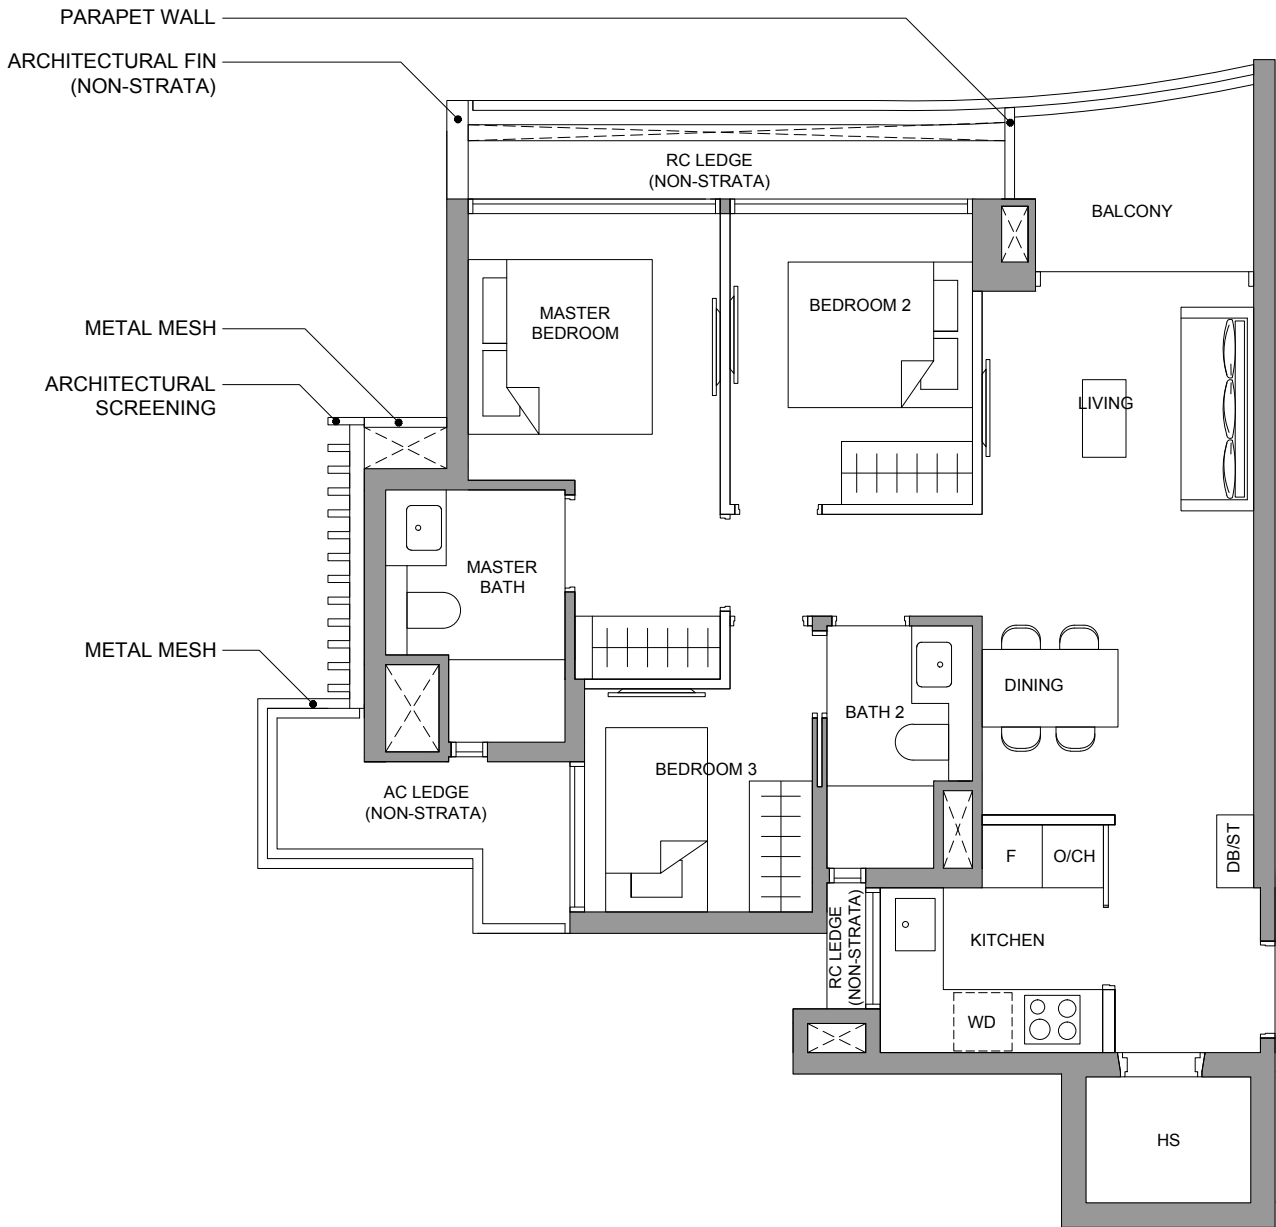 PARAPET WALL
ARCHITECTURAL FIN
(NON-STRATA)
RC LEDGE
(NON-STRATA)
BALCONY
MASTER
BEDROOM
BEDROOM 2
METAL MESH
ARCHITECTURAL
SCREENING
LIVING
MASTER
BATH
METAL MESH
DINING
BATH 2
BEDROOM 3
AC LEDGE
(NON-STRATA)
F
O/CH
DB/ST
RC LEDGE
(NON-STRATA)
KITCHEN
WD
HS